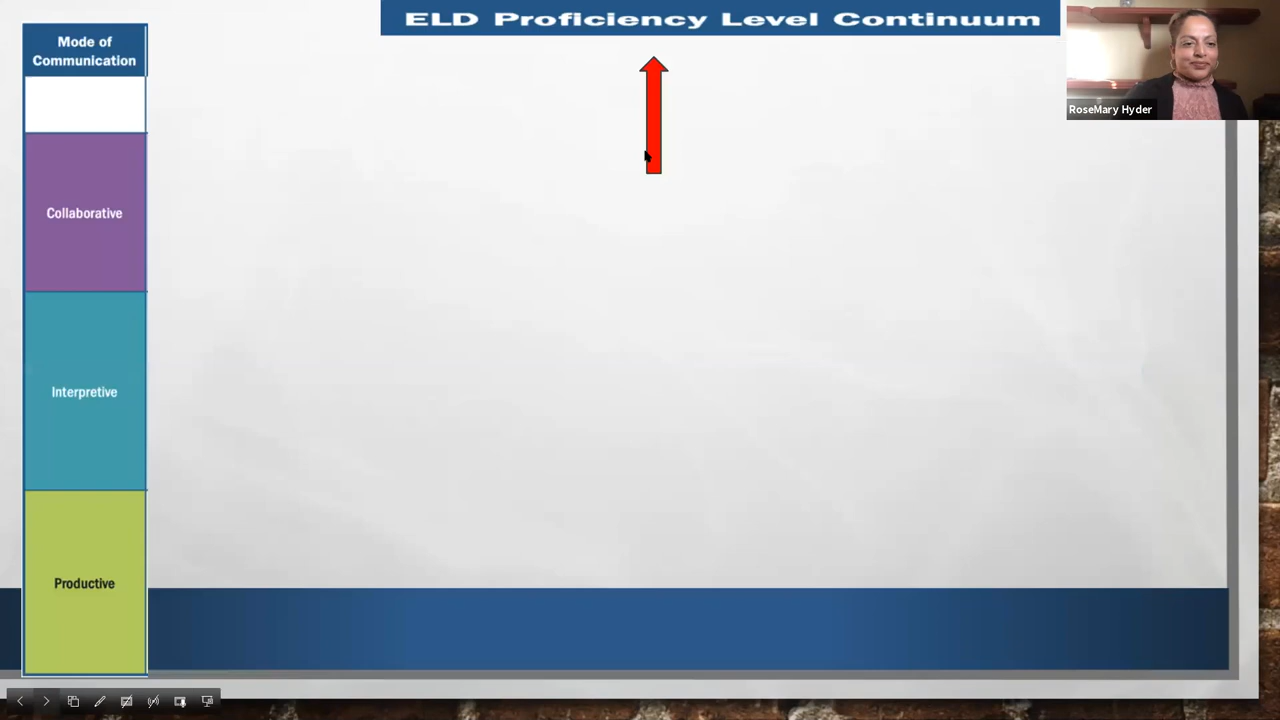 ELD Proficiency Level Continuum
Mode of
Communication
RoseMary Hyder
Collaborative
Interpretive
Productive